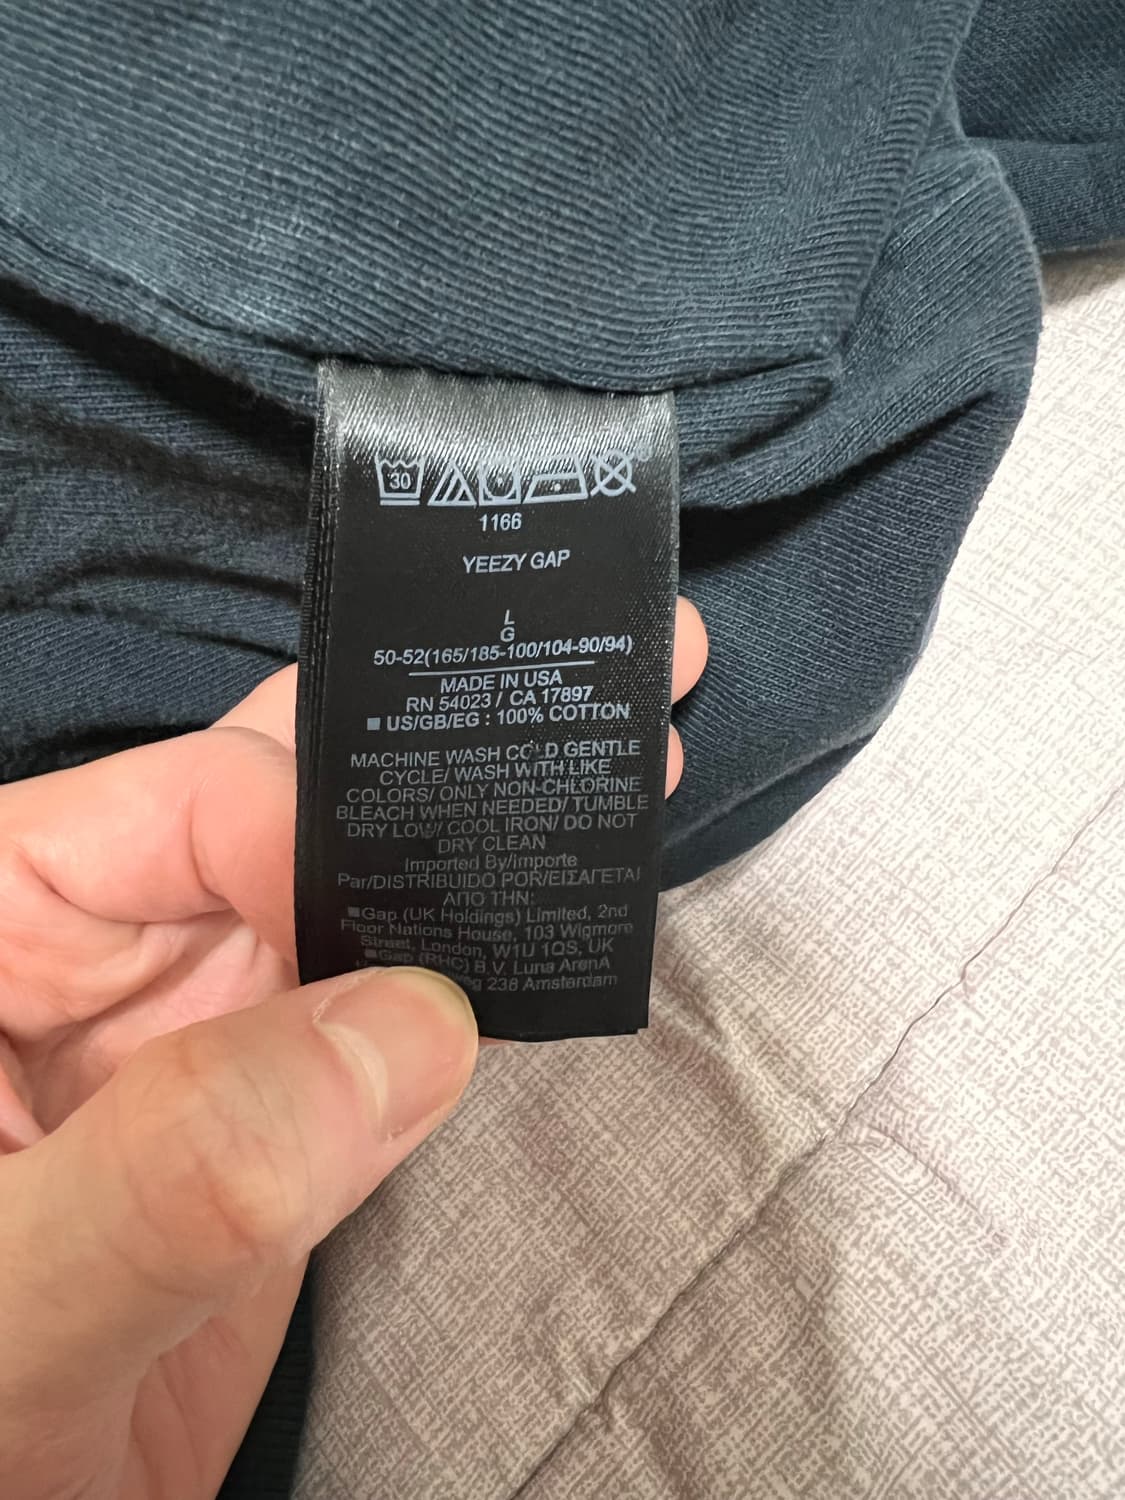 30
1166
YEEZY GAP
L
G
50-52(165/185-100/104-90/94)
MADE IN USA
RN 54023 / CA 17897
■ US/GB/EG : 100% COTTON
MACHINE WASH COLD GENTLE
CYCLE/ WASH WITH LIKE
COLORS/ ONLY NON-CHLORINE
BLEACH WHEN NEEDED/ TUMBLE
DRY LOW/ COOL IRON/ DO NOT
DRY CLEAN
Imported By/Importe
Par/DISTRIBUIDO POR/ΕΙΣΑΓΕΤΑΙ
ΑΠΟ ΤΗΝ:
■Gap (UK Holdings) Limited, 2nd
Floor Nations House, 103 Wigmore
Street, London, W1U 1QS, UK
■Gap (RHC) B.V. Luna ArenA
238 Amsterdam